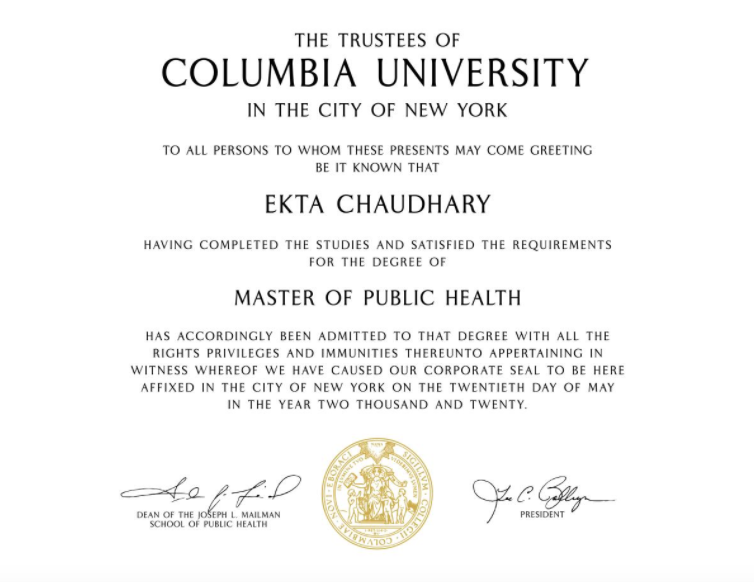 THE TRUSTEES OF
COLUMBIA UNIVERSITY
IN THE CITY OF NEW YORK
TO ALL PERSONS TO WHOM THESE PRESENTS MAY COME GREETING
BE IT KNOWN THAT
EKTA CHAUDHARY
HAVING COMPLETED THE STUDIES AND SATISFIED THE REQUIREMENTS
FOR THE DEGREE OF
MASTER OF PUBLIC HEALTH
HAS ACCORDINGLY BEEN ADMITTED TO THAT DEGREE WITH ALL THE
RIGHTS PRIVILEGES AND IMMUNITIES THEREUNTO APPERTAINING IN
WITNESS WHEREOF WE HAVE CAUSED OUR CORPORATE SEAL TO BE HERE
AFFIXED IN THE CITY OF NEW YORK ON THE TWENTIETH DAY OF MAY
IN THE YEAR TWO THOUSAND AND TWENTY.
SIGILLVM COLLEGII COLVMBIAE NOVI EBORACI
DEAN OF THE JOSEPH L. MAILMAN
SCHOOL OF PUBLIC HEALTH
PRESIDENT